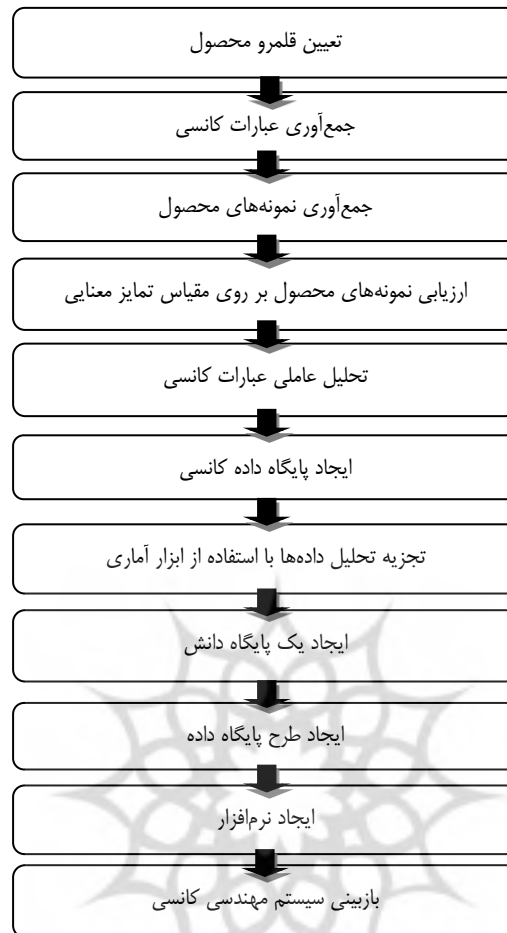 تعیین قلمرو محصول
جمع‌آوری عبارات کانسی
جمع‌آوری نمونه‌های محصول
ارزیابی نمونه‌های محصول بر روی مقیاس تمایز معنایی
تحلیل عاملی عبارات کانسی
ایجاد پایگاه داده کانسی
تجزیه تحلیل داده‌ها با استفاده از ابزار آماری
ایجاد یک پایگاه دانش
ایجاد طرح پایگاه داده
ایجاد نرم‌افزار
بازبینی سیستم مهندسی کانسی